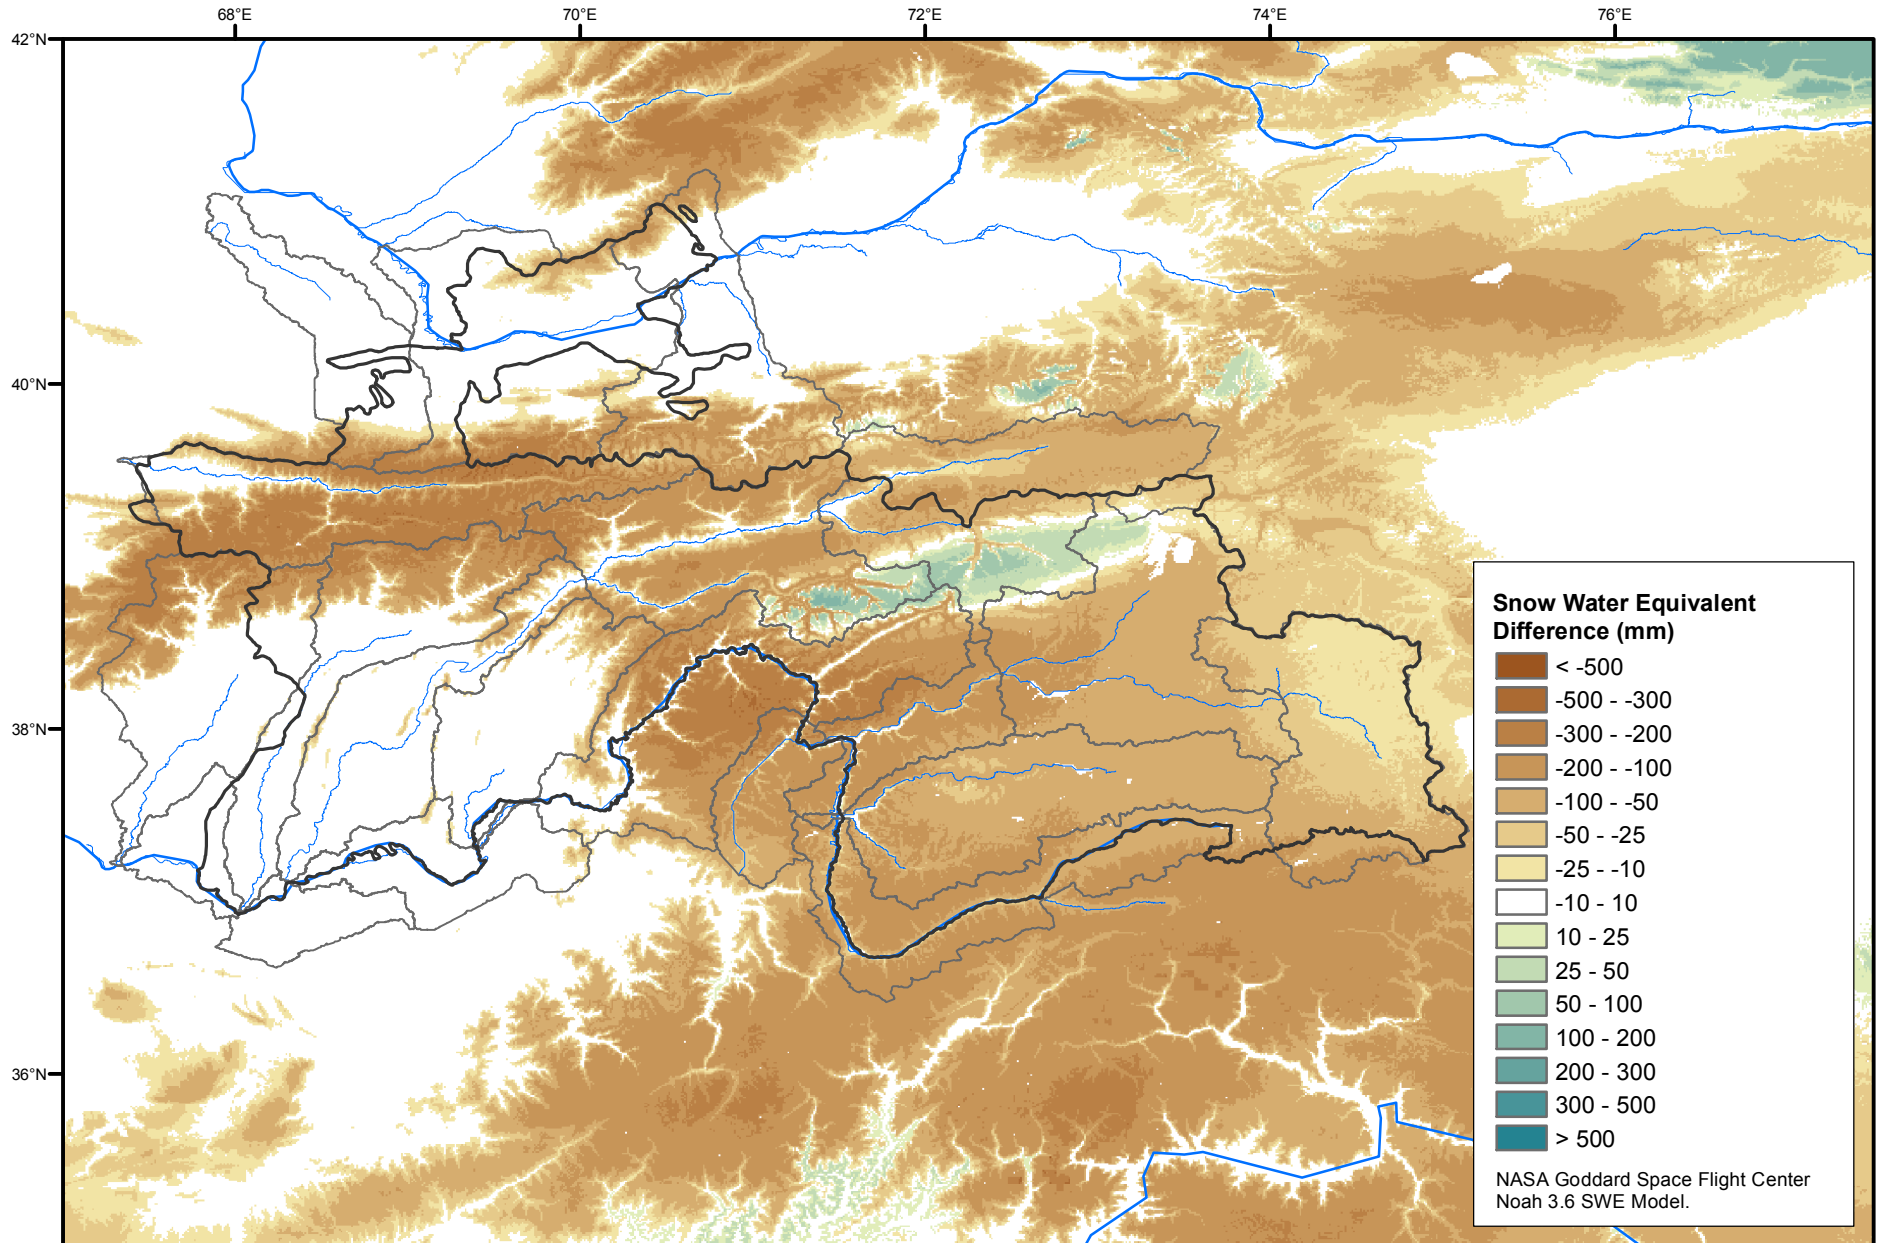 68°E
70°E
72°E
74°E
76°E
42°N
40°N
38°N
36°N
Snow Water Equivalent
Difference (mm)
< -500
-500 - -300
-300 - -200
-200 - -100
-100 - -50
-50 - -25
-25 - -10
-10 - 10
10 - 25
25 - 50
50 - 100
100 - 200
200 - 300
300 - 500
> 500
NASA Goddard Space Flight Center
Noah 3.6 SWE Model.